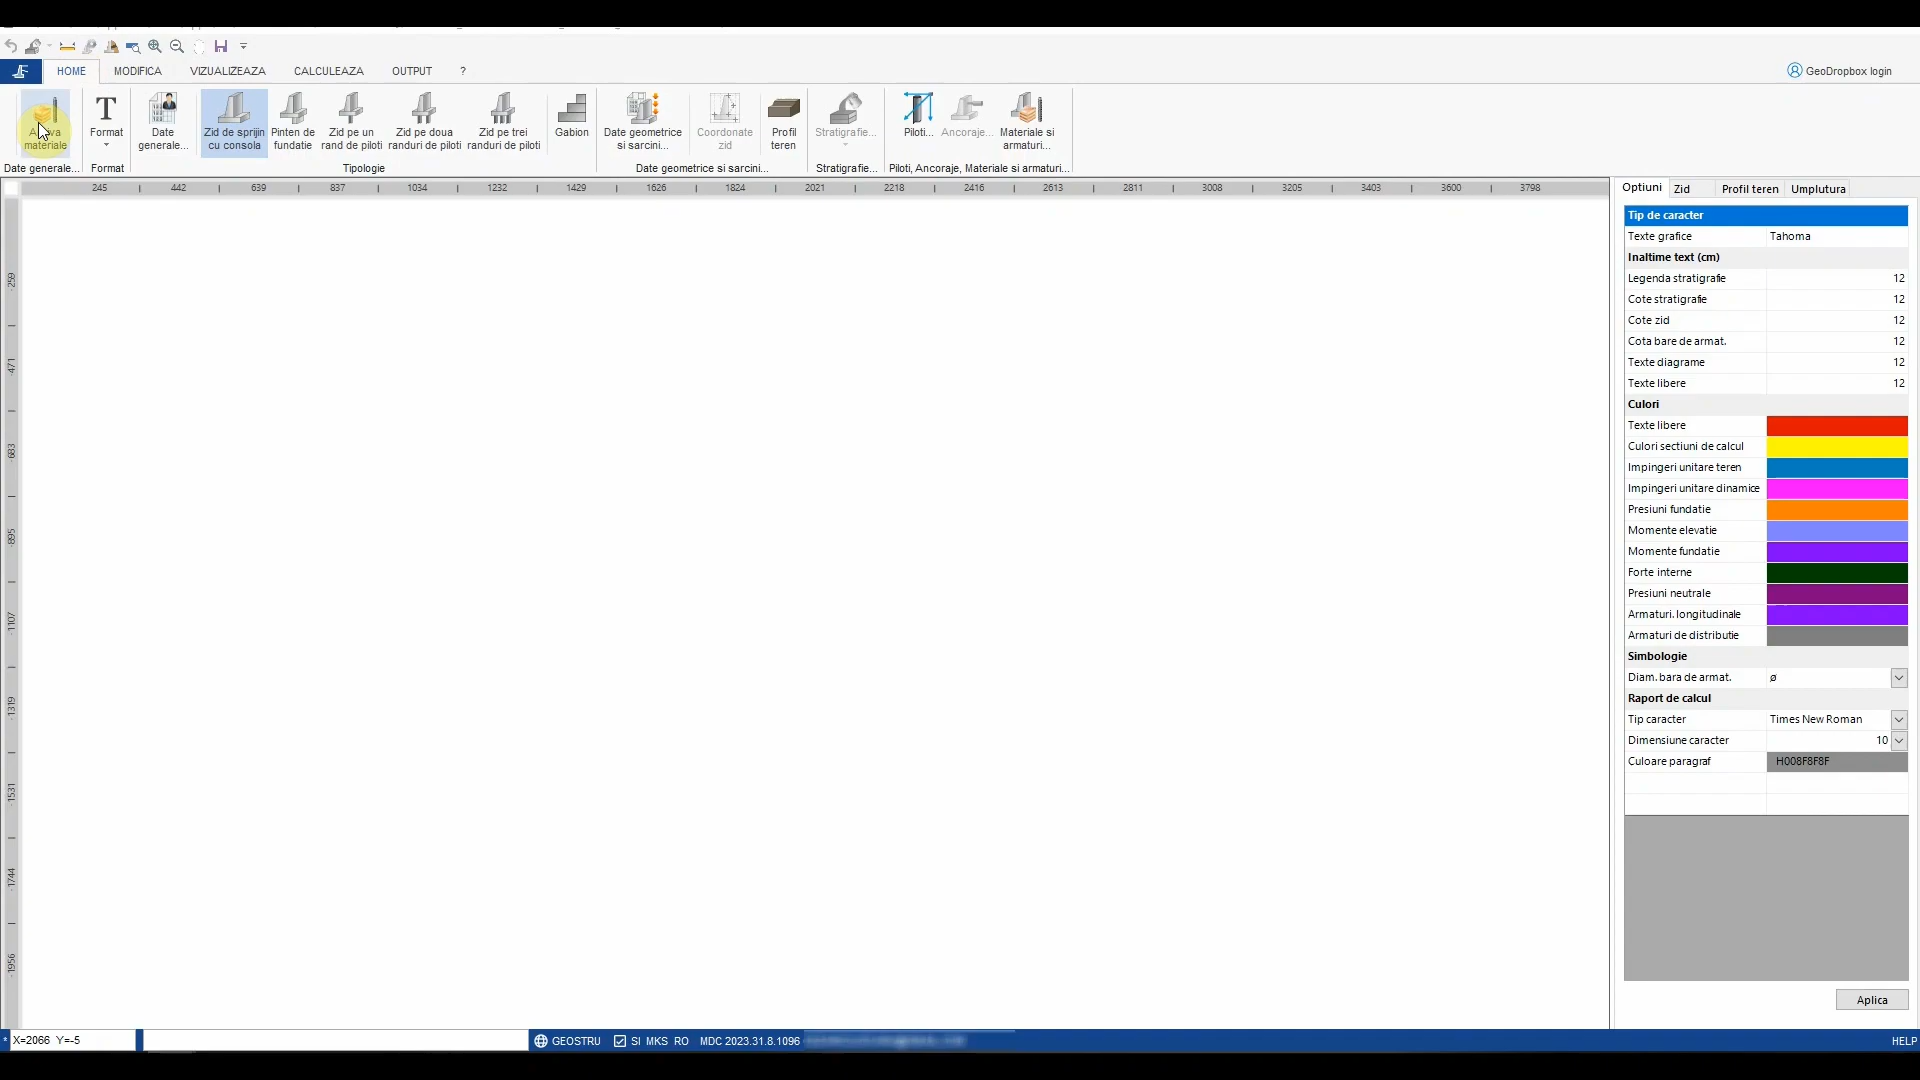 HOME MODIFICA VIZUALIZEAZA CALCULEAZA OUTPUT ?
GeoDropbox login
materiale
Date generale...
T
Format
Format
Date
generale...
Zid de sprijin
cu consola
Pinten de
fundatie
Zid pe un
rand de piloti
Zid pe doua
randuri de piloti
Zid pe trei
randuri de piloti
Gabion
Tipologie
Date geometrice
si sarcini...
Coordonate
zid
Profil
teren
Date geometrice si sarcini...
Stratigrafie...
Stratigrafie...
Piloti...
Ancoraje...
Materiale si
armaturi...
Piloti, Ancoraje, Materiale si armaturi...
245 442 639 837 1034 1232 1429 1626 1824 2021 2218 2416 2613 2811 3008 3205 3403 3600 3798
-259
-471
-683
-895
-1107
-1319
-1531
-1744
-1956
Optiuni Zid Profil teren Umplutura
Tip de caracter
Texte grafice Tahoma
Inaltime text (cm)
Legenda stratigrafie 12
Cote stratigrafie 12
Cote zid 12
Cota bare de armat. 12
Texte diagrame 12
Texte libere 12
Culori
Texte libere
Culori sectiuni de calcul
Impingeri unitare teren
Impingeri unitare dinamice
Presiuni fundatie
Momente elevatie
Momente fundatie
Forte interne
Presiuni neutrale
Armaturi. longitudinale
Armaturi de distributie
Simbologie
Diam. bara de armat. ø
Raport de calcul
Tip caracter Times New Roman
Dimensiune caracter 10
Culoare paragraf H008F8F8F
Aplica
* X=2066 Y=-5
GEOSTRU SI MKS RO MDC 2023.31.8.1096
HELP